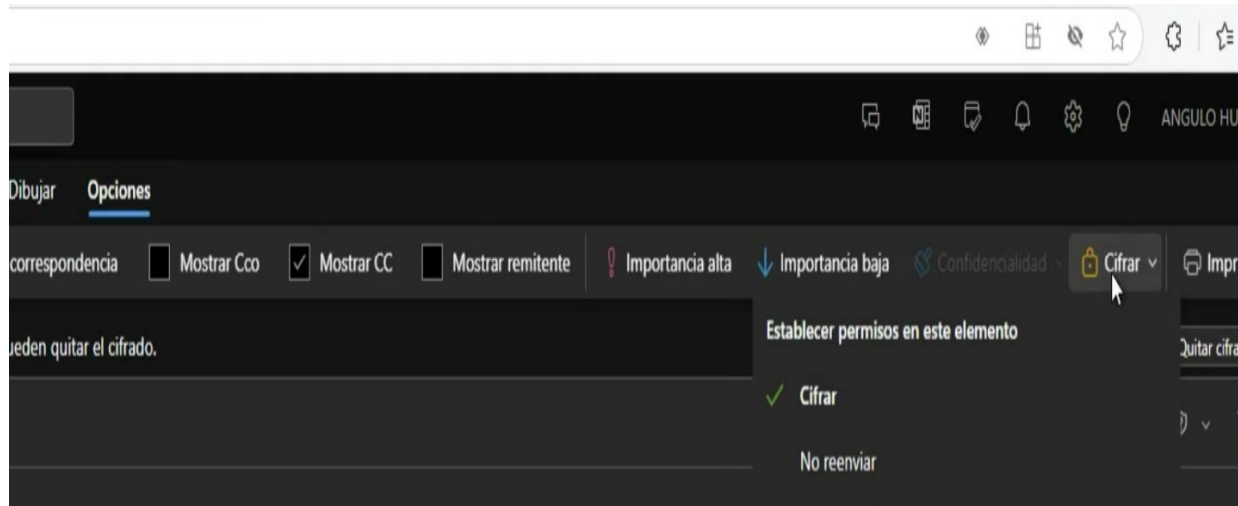 ANGULO HU
Dibujar Opciones
correspondencia Mostrar Cco Mostrar CC Mostrar remitente Importancia alta Importancia baja Confidencialidad Cifrar Impr
ueden quitar el cifrado. Quitar cifra
Establecer permisos en este elemento
Cifrar
No reenviar